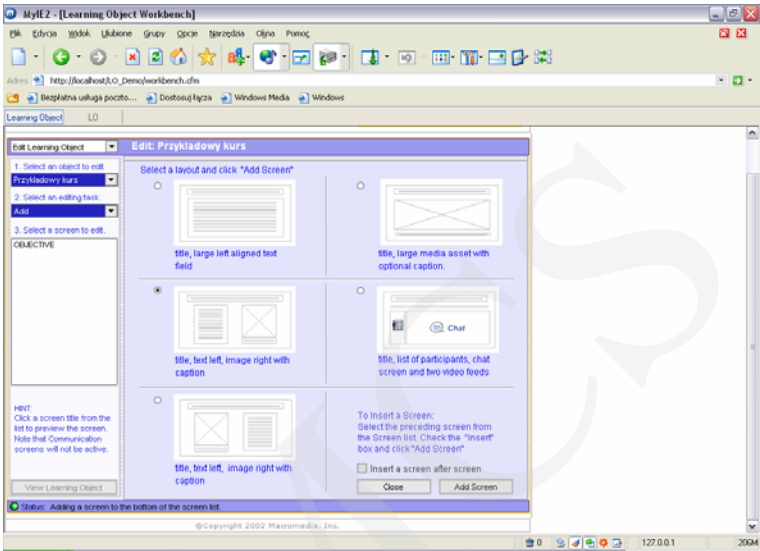 MyIE2 - [Learning Object Workbench]
Plik Edycja Widok Ulubione Grupy Opcje Narzędzia Okna Pomoc
Adres http://localhost/LO_Demo/workbench.cfm
Bezpłatna usługa poczto... Dostosuj łącza Windows Media Windows
Learning Object LO
Edit Learning Object
Edit: Przykladowy kurs
1. Select an object to edit.
Przykladowy kurs
2. Select an editing task.
Add
3. Select a screen to edit.
OBJECTIVE
HINT:
Click a screen title from the
list to preview the screen.
Note that Communication
screens will not be active.
View Learning Object
Select a layout and click "Add Screen"
title, large left aligned text
field
title, large media asset with
optional caption.
title, text left, image right with
caption
Chat
title, list of participants, chat
screen and two video feeds
title, text left, image right with
caption
To Insert a Screen:
Select the preceding screen from
the Screen list. Check the "Insert"
box and click "Add Screen"
Insert a screen after screen
Close Add Screen
Status: Adding a screen to the bottom of the screen list.
©Copyright 2002 Macromedia, Inc.
0 127.0.0.1 206M